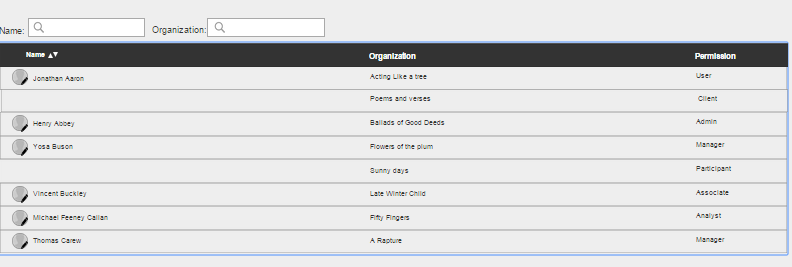 Name: Organization:
Name ▲▼ Organization Permission
Jonathan Aaron Acting Like a tree User
Poems and verses Client
Henry Abbey Ballads of Good Deeds Admin
Yosa Buson Flowers of the plum Manager
Sunny days Participant
Vincent Buckley Late Winter Child Associate
Michael Feeney Callan Fifty Fingers Analyst
Thomas Carew A Rapture Manager